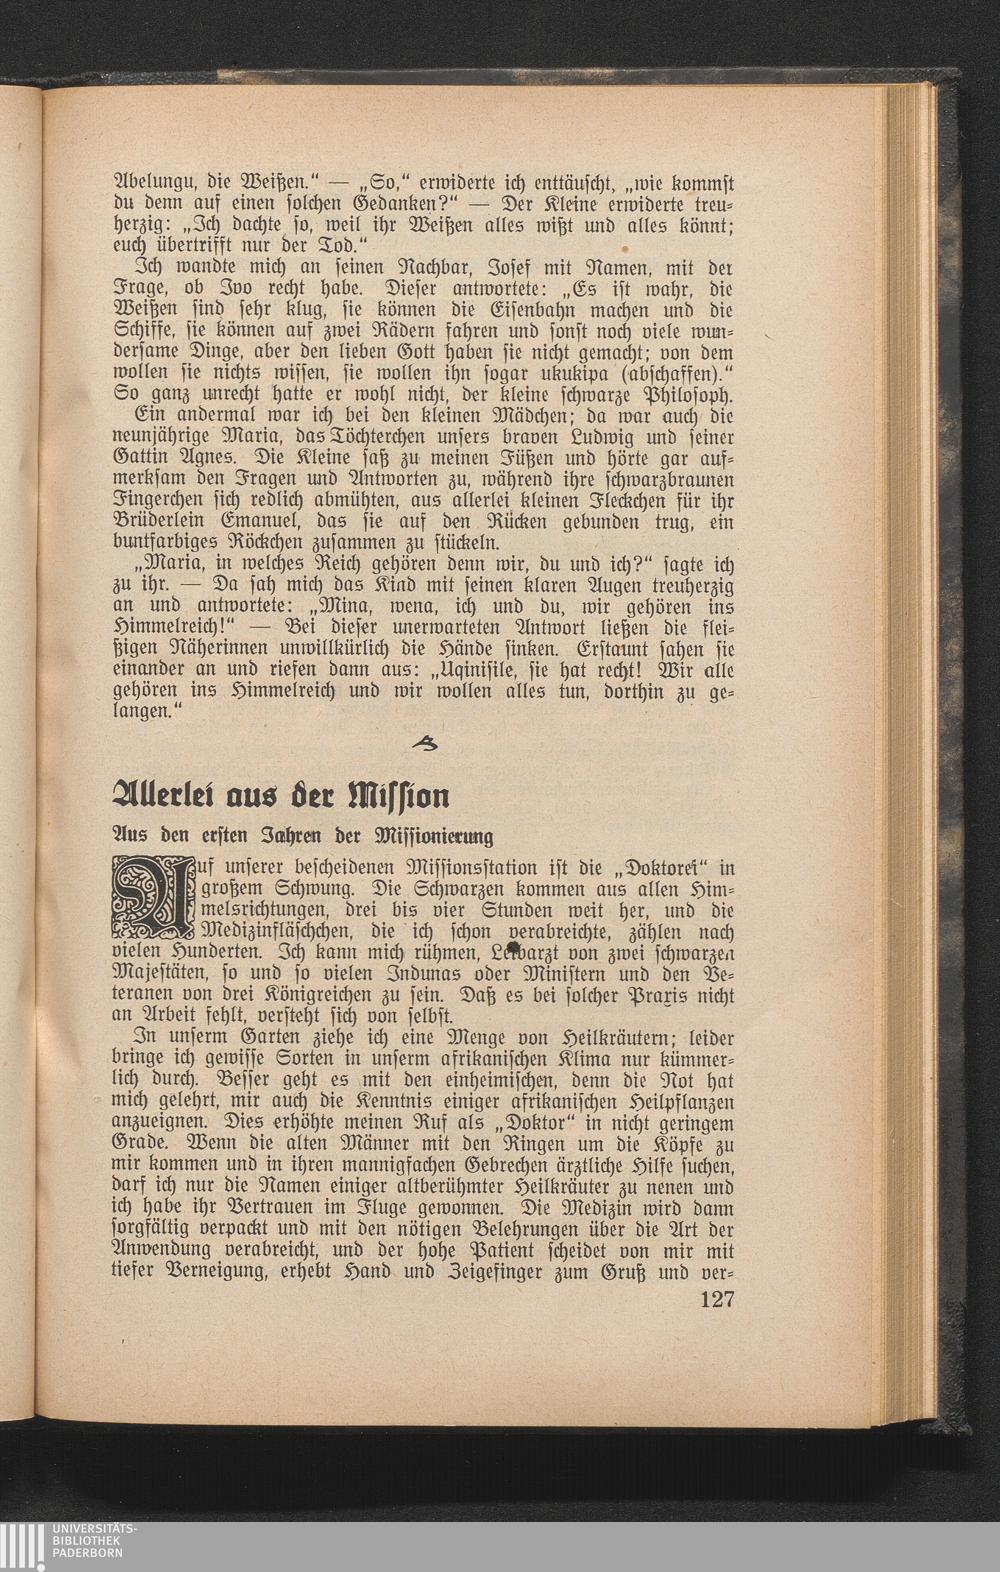 Abelungu, die Weißen.“ — „So,“ erwiderte ich enttäuscht, „wie kommst
du denn auf einen solchen Gedanken?“ — Der Kleine erwiderte treu=
herzig: „Ich dachte so, weil ihr Weißen alles wißt und alles könnt;
euch übertrifft nur der Tod.“
Ich wandte mich an seinen Nachbar, Josef mit Namen, mit der
Frage, ob Ivo recht habe. Dieser antwortete: „Es ist wahr, die
Weißen sind sehr klug, sie können die Eisenbahn machen und die
Schiffe, sie können auf zwei Rädern fahren und sonst noch viele wun=
dersame Dinge, aber den lieben Gott haben sie nicht gemacht; von dem
wollen sie nichts wissen, sie wollen ihn sogar ukukipa (abschaffen).“
So ganz unrecht hatte er wohl nicht, der kleine schwarze Philosoph.
Ein andermal war ich bei den kleinen Mädchen; da war auch die
neunjährige Maria, das Töchterchen unsers braven Ludwig und seiner
Gattin Agnes. Die Kleine saß zu meinen Füßen und hörte gar auf=
merksam den Fragen und Antworten zu, während ihre schwarzbraunen
Fingerchen sich redlich abmühten, aus allerlei kleinen Fleckchen für ihr
Brüderlein Emanuel, das sie auf den Rücken gebunden trug, ein
buntfarbiges Röckchen zusammen zu stückeln.
„Maria, in welches Reich gehören denn wir, du und ich?“ sagte ich
zu ihr. — Da sah mich das Kind mit seinen klaren Augen treuherzig
an und antwortete: „Mina, wena, ich und du, wir gehören ins
Himmelreich!“ — Bei dieser unerwarteten Antwort ließen die flei=
ßigen Näherinnen unwillkürlich die Hände sinken. Erstaunt sahen sie
einander an und riefen dann aus: „Uqinisile, sie hat recht! Wir alle
gehören ins Himmelreich und wir wollen alles tun, dorthin zu ge=
langen.“
Allerlei aus der Mission
Aus den ersten Jahren der Missionierung
Auf unserer bescheidenen Missionsstation ist die „Doktorei“ in
großem Schwung. Die Schwarzen kommen aus allen Him=
melsrichtungen, drei bis vier Stunden weit her, und die
Medizinfläschchen, die ich schon verabreichte, zählen nach
vielen Hunderten. Ich kann mich rühmen, Leibarzt von zwei schwarzen
Majestäten, so und so vielen Indunas oder Ministern und den Ve=
teranen von drei Königreichen zu sein. Daß es bei solcher Praxis nicht
an Arbeit fehlt, versteht sich von selbst.
In unserm Garten ziehe ich eine Menge von Heilkräutern; leider
bringe ich gewisse Sorten in unserm afrikanischen Klima nur kümmer=
lich durch. Besser geht es mit den einheimischen, denn die Not hat
mich gelehrt, mir auch die Kenntnis einiger afrikanischen Heilpflanzen
anzueignen. Dies erhöhte meinen Ruf als „Doktor“ in nicht geringem
Grade. Wenn die alten Männer mit den Ringen um die Köpfe zu
mir kommen und in ihren mannigfachen Gebrechen ärztliche Hilfe suchen,
darf ich nur die Namen einiger altberühmter Heilkräuter zu nenen und
ich habe ihr Vertrauen im Fluge gewonnen. Die Medizin wird dann
sorgfältig verpackt und mit den nötigen Belehrungen über die Art der
Anwendung verabreicht, und der hohe Patient scheidet von mir mit
tiefer Verneigung, erhebt Hand und Zeigefinger zum Gruß und ver=
127
UNIVERSITÄTS-
BIBLIOTHEK
PADERBORN